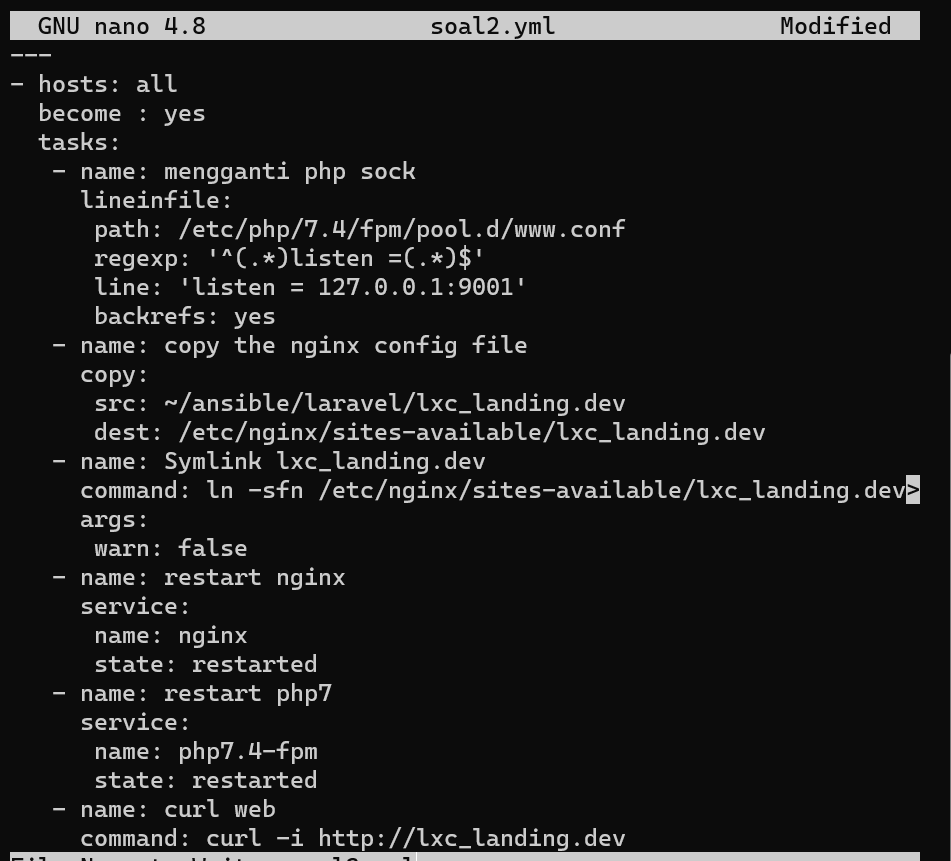 GNU nano 4.8 soal2.yml Modified
---
- hosts: all
  become : yes
  tasks:
   - name: mengganti php sock
     lineinfile:
      path: /etc/php/7.4/fpm/pool.d/www.conf
      regexp: '^(.*)listen =(.*)$'
      line: 'listen = 127.0.0.1:9001'
      backrefs: yes
   - name: copy the nginx config file
     copy:
      src: ~/ansible/laravel/lxc_landing.dev
      dest: /etc/nginx/sites-available/lxc_landing.dev
   - name: Symlink lxc_landing.dev
     command: ln -sfn /etc/nginx/sites-available/lxc_landing.dev>
     args:
      warn: false
   - name: restart nginx
     service:
      name: nginx
      state: restarted
   - name: restart php7
     service:
      name: php7.4-fpm
      state: restarted
   - name: curl web
     command: curl -i http://lxc_landing.dev